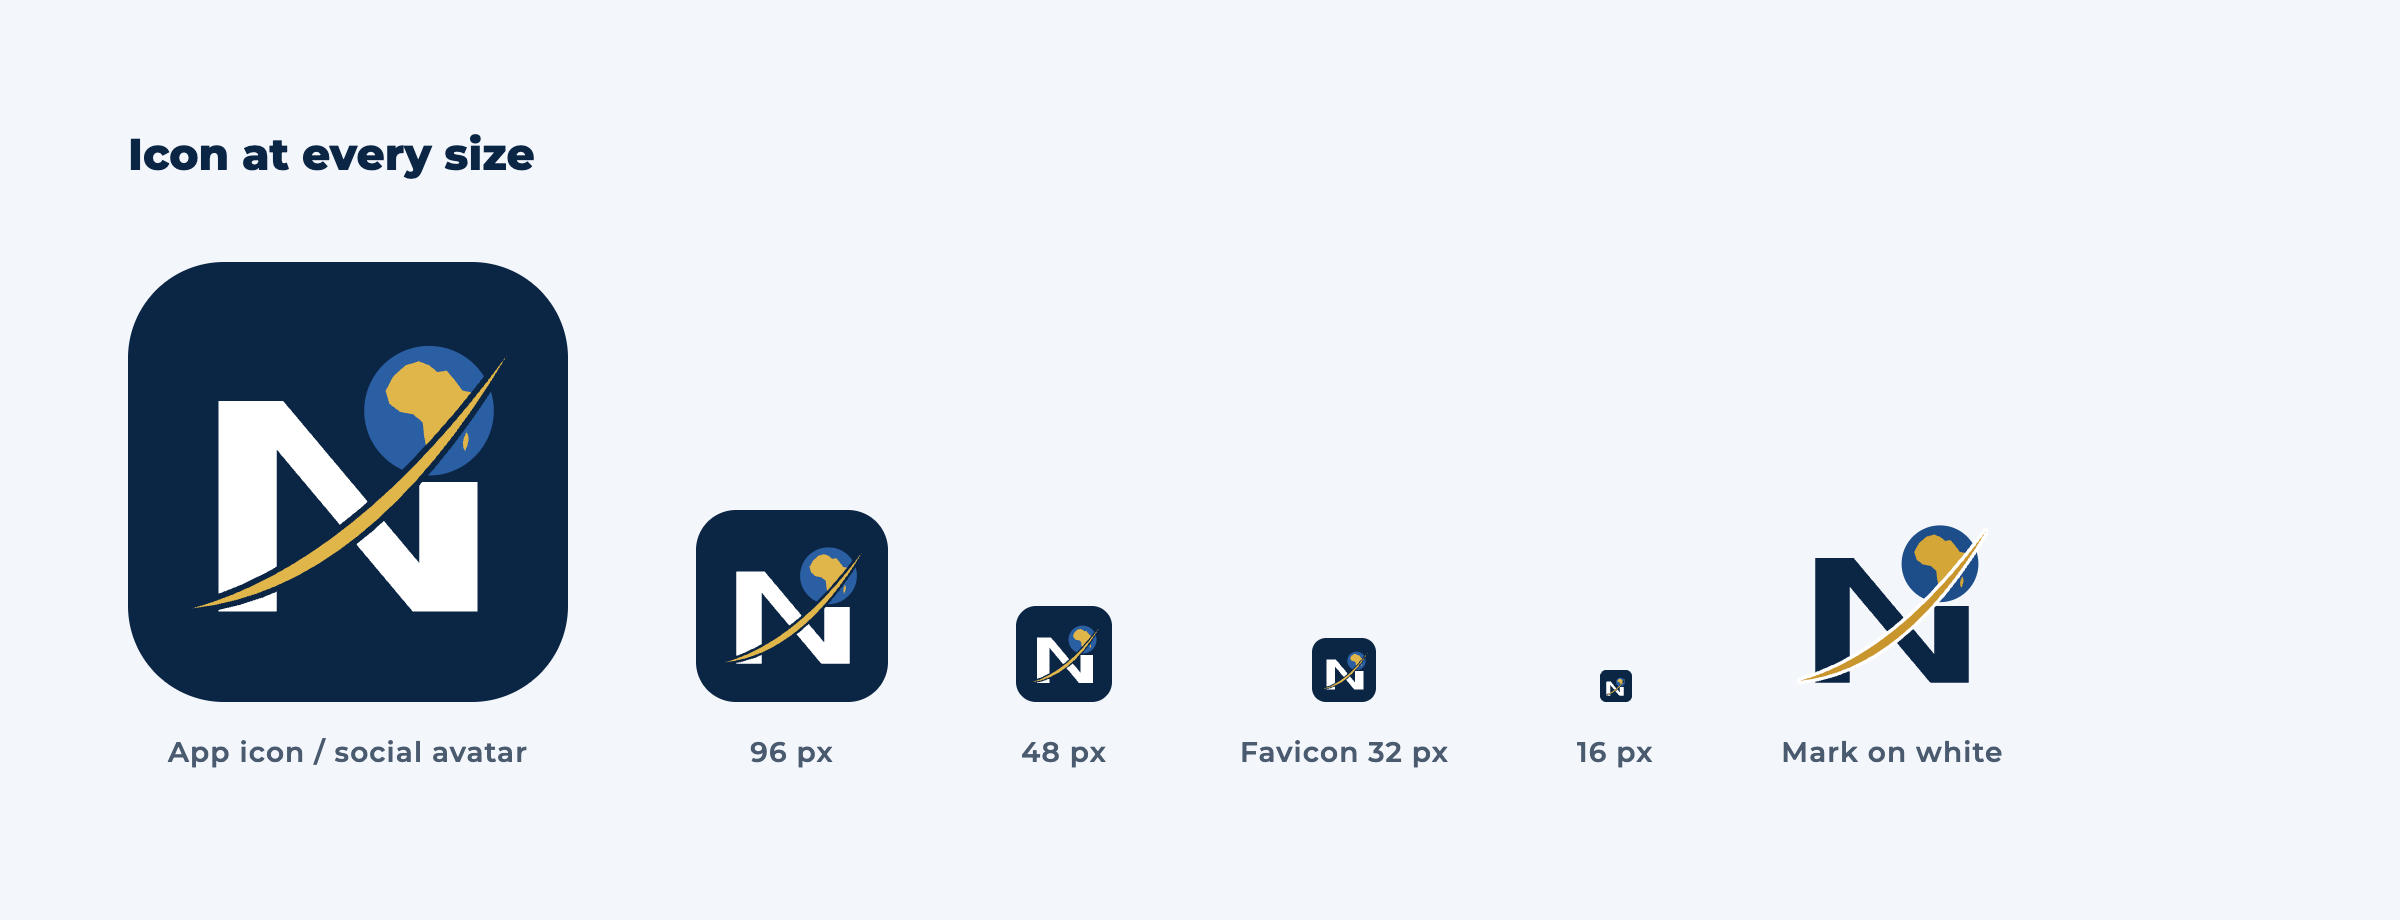 Icon at every size
App icon / social avatar
96 px
48 px
Favicon 32 px
16 px
Mark on white